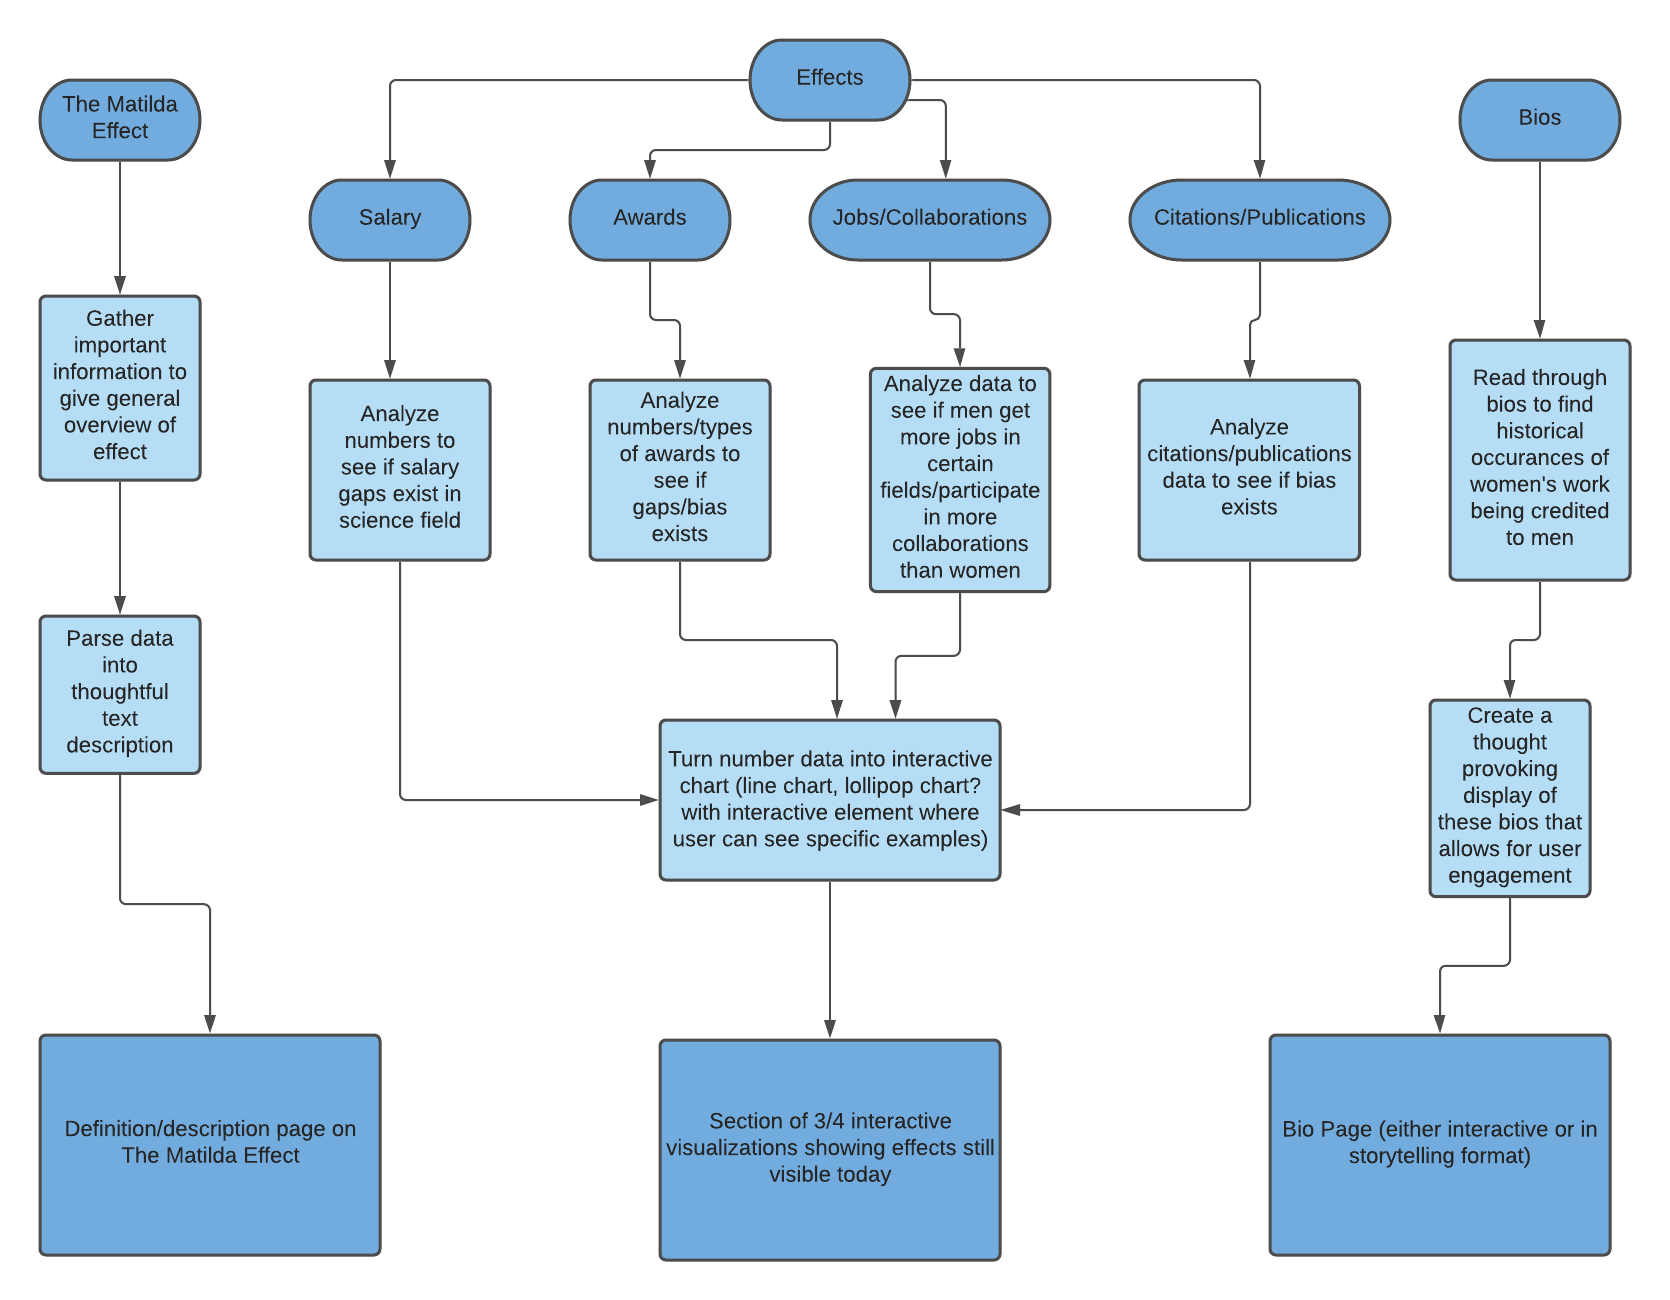 Effects
The Matilda
Effect
Bios
Salary
Awards
Jobs/Collaborations
Citations/Publications
Gather
important
information to
give general
overview of
effect
Analyze
numbers to
see if salary
gaps exist in
science field
Analyze
numbers/types
of awards to
see if
gaps/bias
exists
Analyze data to
see if men get
more jobs in
certain
fields/participate
in more
collaborations
than women
Analyze
citations/publications
data to see if bias
exists
Read through
bios to find
historical
occurances of
women's work
being credited
to men
Parse data
into
thoughtful
text
description
Turn number data into interactive
chart (line chart, lollipop chart?
with interactive element where
user can see specific examples)
Create a
thought
provoking
display of
these bios that
allows for user
engagement
Definition/description page on
The Matilda Effect
Section of 3/4 interactive
visualizations showing effects still
visible today
Bio Page (either interactive or in
storytelling format)